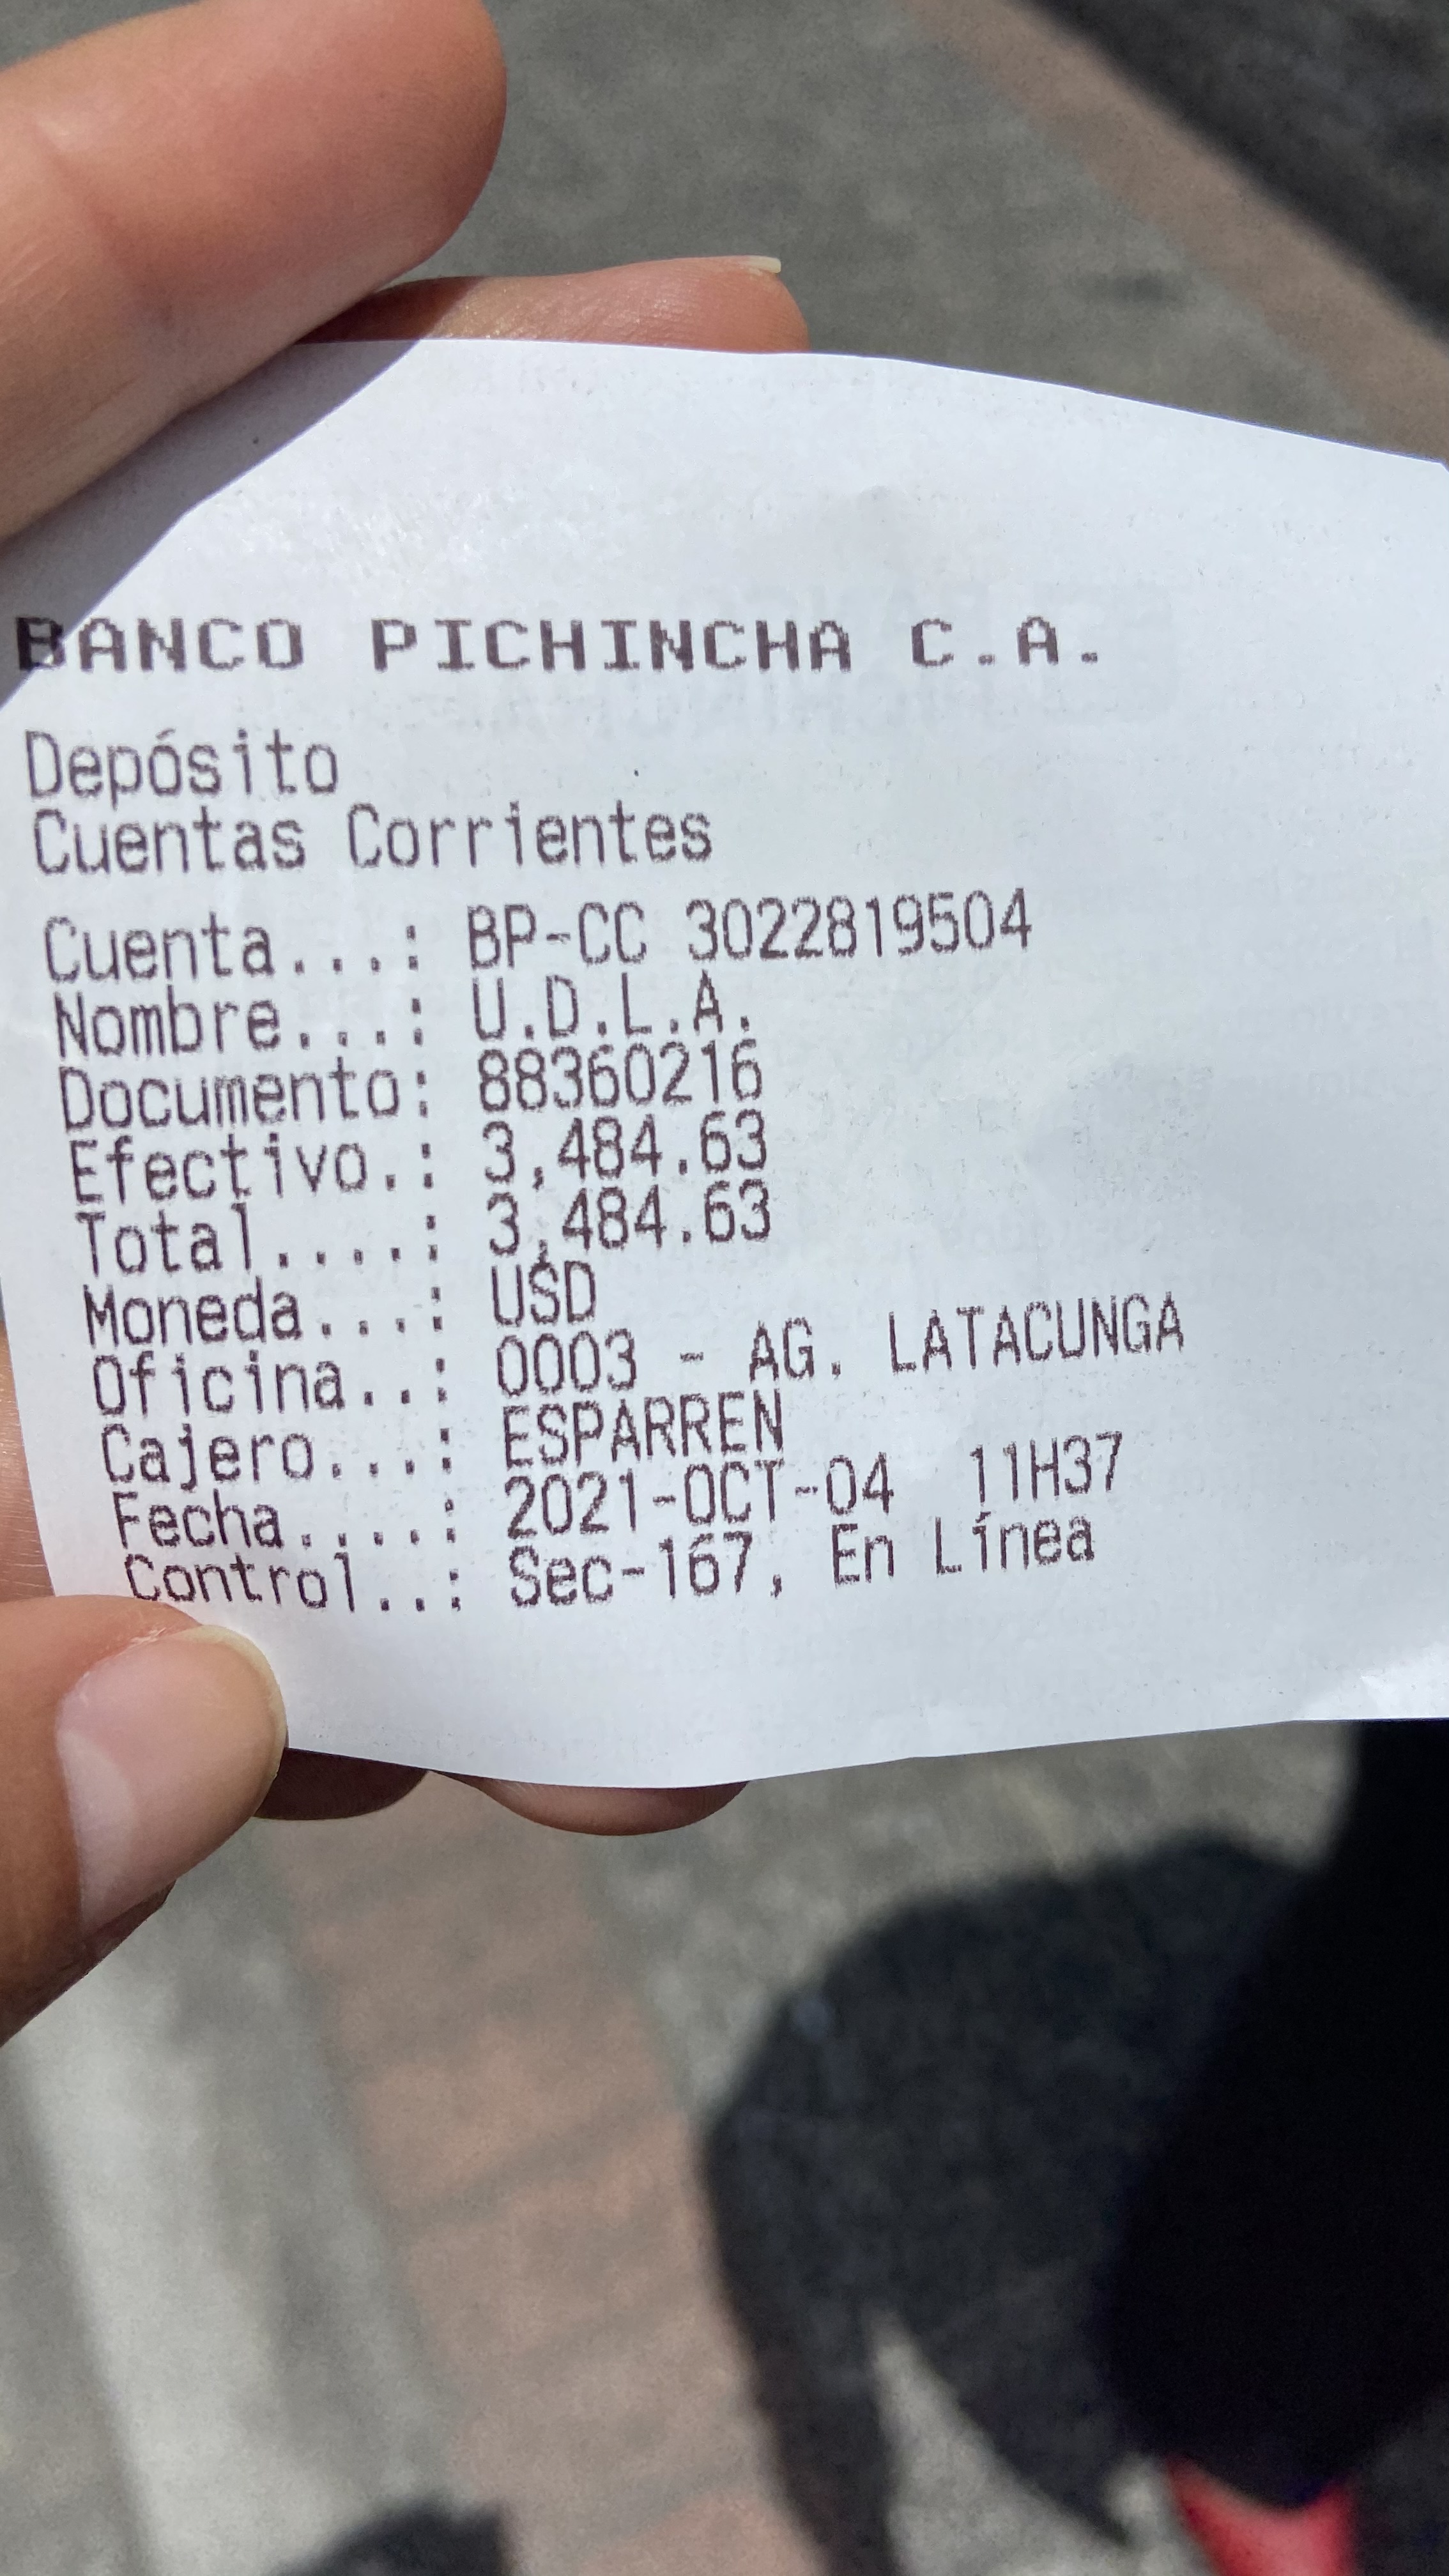 BANCO PICHINCHA C.A.
Depósito
Cuentas Corrientes
Cuenta...: BP-CC 3022819504
Nombre...: U.D.L.A.
Documento: 88360216
Efectivo.: 3,484.63
Total....: 3,484.63
Moneda...: USD
Oficina..: 0003 - AG. LATACUNGA
Cajero...: ESPARREN
Fecha....: 2021-OCT-04 11H37
Control..: Sec-167, En Línea